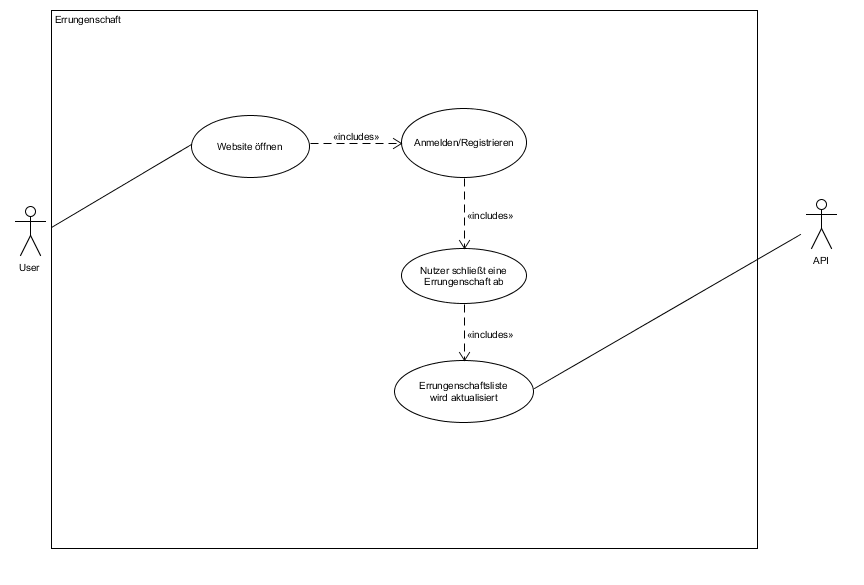 Errungenschaft
Website öffnen
«includes»
Anmelden/Registrieren
«includes»
User
API
Nutzer schließt eine
Errungenschaft ab
«includes»
Errungenschaftsliste
wird aktualisiert